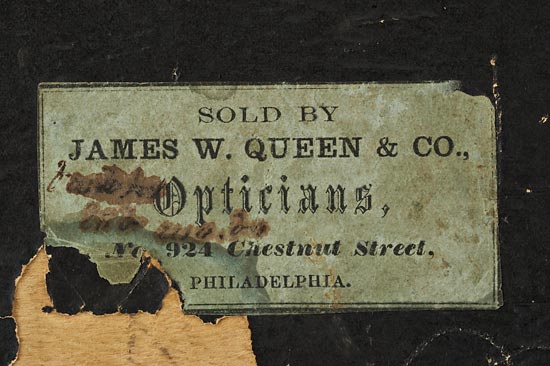 SOLD BY
JAMES W. QUEEN & CO.,
Opticians,
No. 924 Chestnut Street,
PHILADELPHIA.